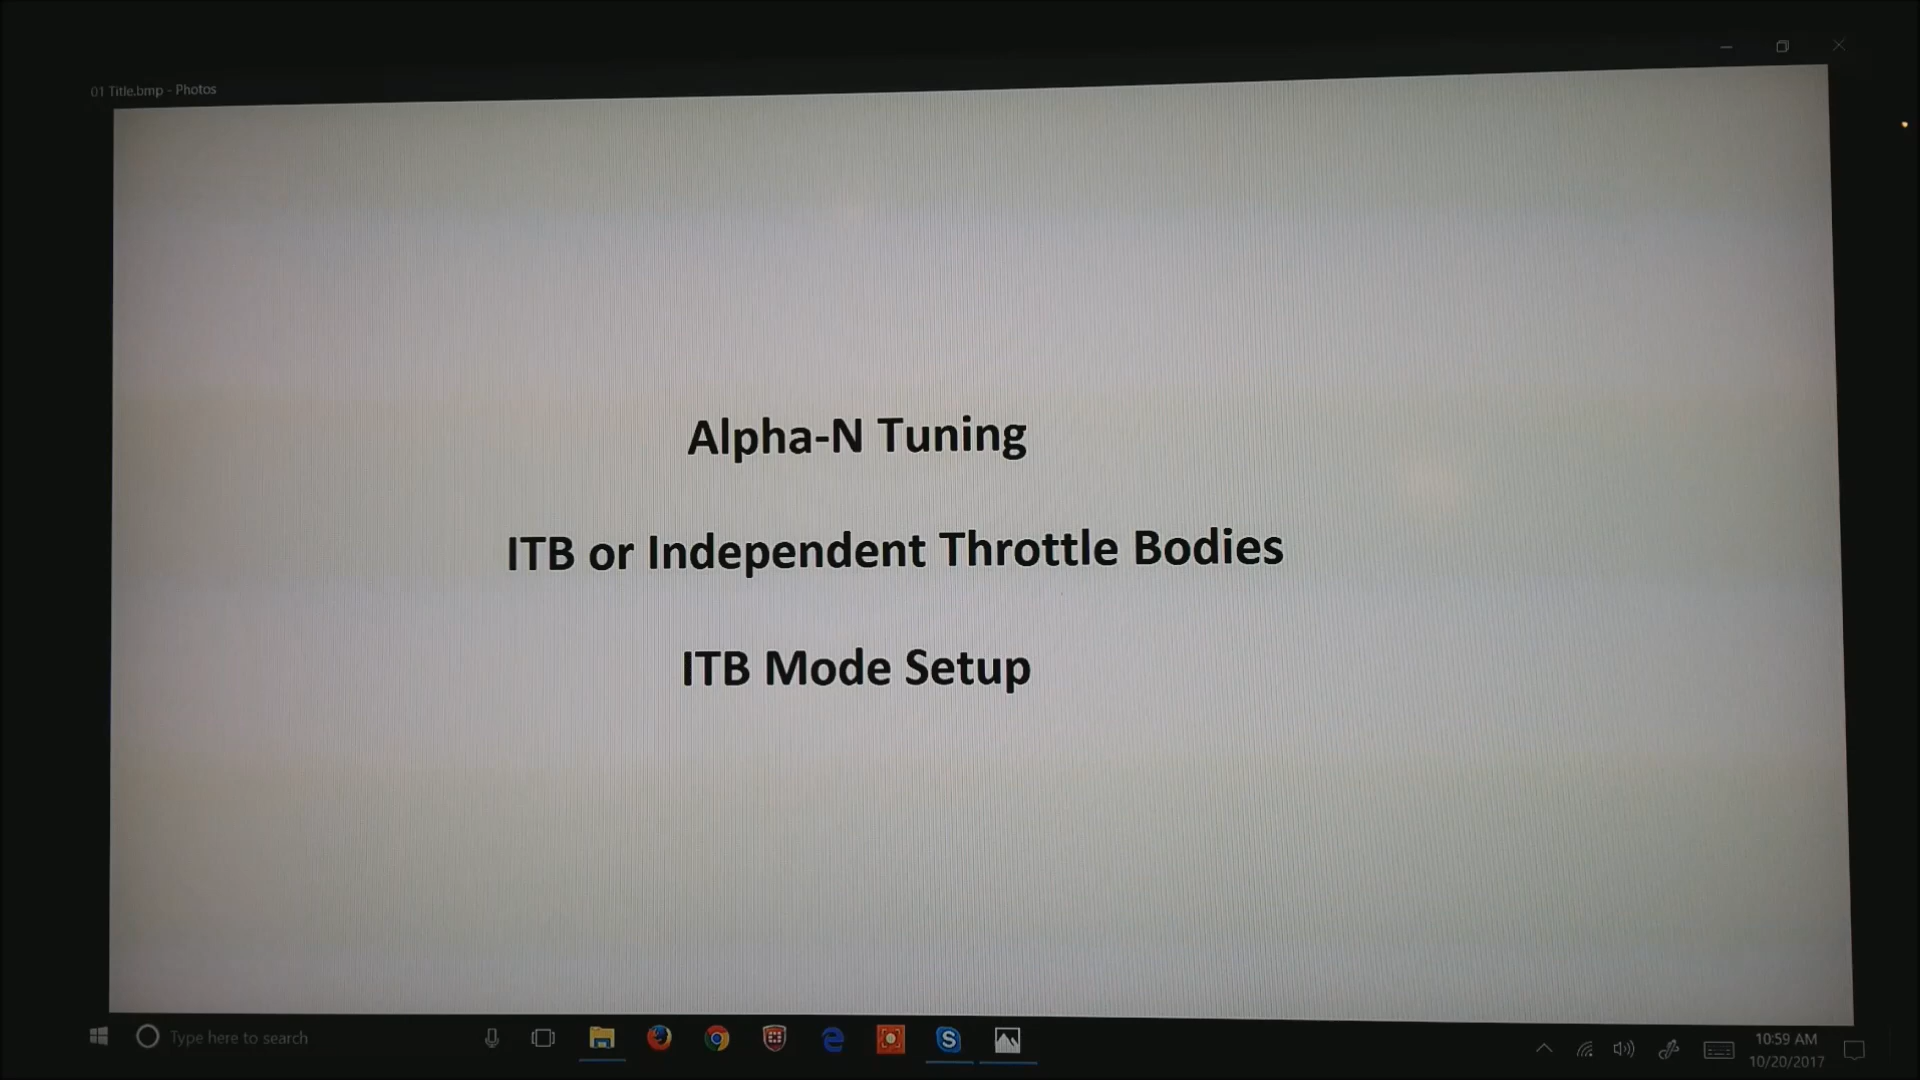 01 Title.bmp - Photos
Alpha-N Tuning
ITB or Independent Throttle Bodies
ITB Mode Setup
Type here to search
10:59 AM
10/20/2017